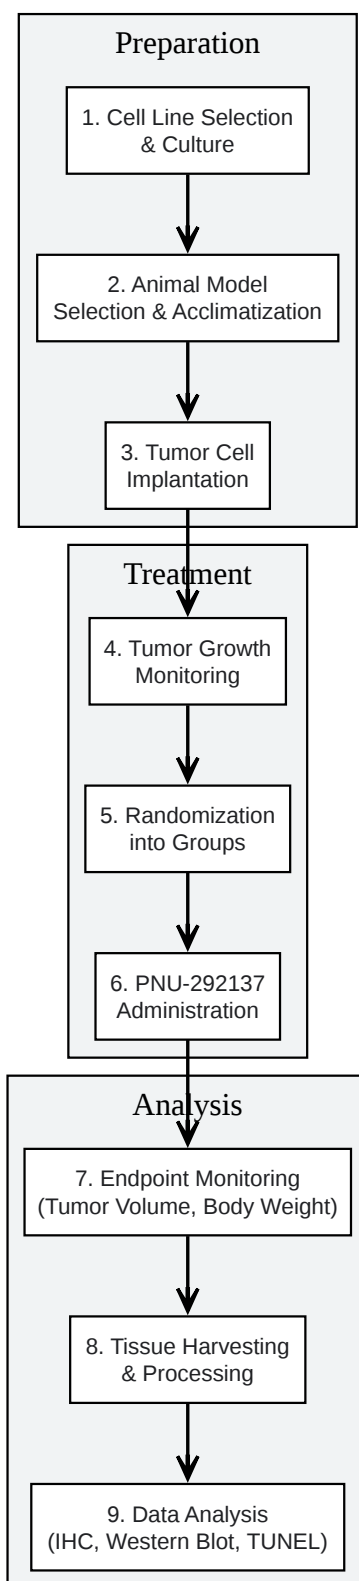 Preparation
1. Cell Line Selection
& Culture
2. Animal Model
Selection & Acclimatization
3. Tumor Cell
Implantation
Treatment
4. Tumor Growth
Monitoring
5. Randomization
into Groups
6. PNU-292137
Administration
Analysis
7. Endpoint Monitoring
(Tumor Volume, Body Weight)
8. Tissue Harvesting
& Processing
9. Data Analysis
(IHC, Western Blot, TUNEL)